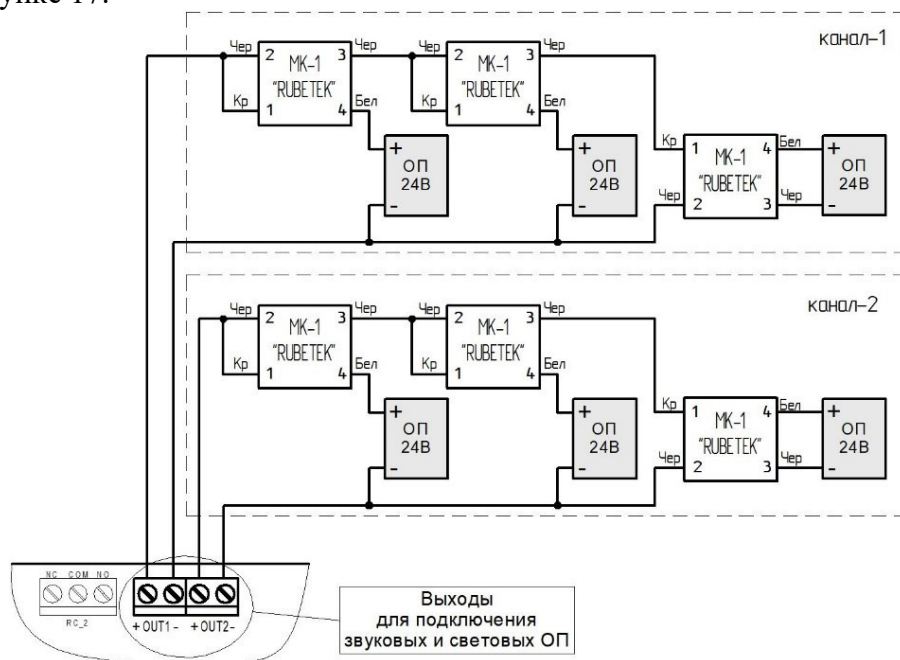 унке 17.
канал-1
Чер 2 МК-1 3 Чер
"RUBETEK"
Кр 1 4 Бел
Чер 2 МК-1 3 Чер
"RUBETEK"
Кр 1 4 Бел
+
ОП
24В
-
+
ОП
24В
-
Кр 1 МК-1 4 Бел
"RUBETEK"
Чер 2 3 Чер
+
ОП
24В
-
канал-2
Чер 2 МК-1 3 Чер
"RUBETEK"
Кр 1 4 Бел
Чер 2 МК-1 3 Чер
"RUBETEK"
Кр 1 4 Бел
+
ОП
24В
-
+
ОП
24В
-
Кр 1 МК-1 4 Бел
"RUBETEK"
Чер 2 3 Чер
+
ОП
24В
-
NC COM NO
RC_2
+ OUT1 - + OUT2-
Выходы
для подключения
звуковых и световых ОП